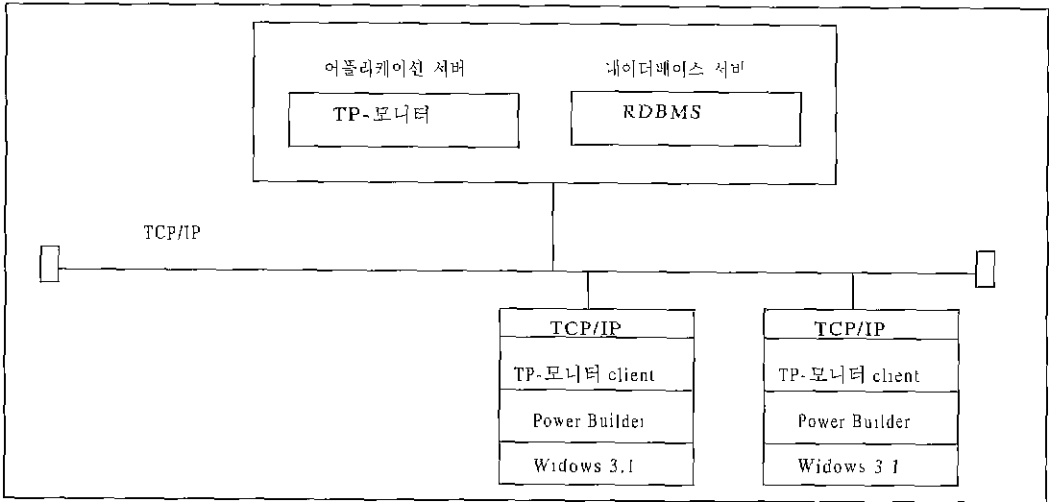 어플리케이션 서버
데이터베이스 서버
TP-모니터
RDBMS
TCP/IP
TCP/IP
TCP/IP
TP-모니터 client
TP-모니터 client
Power Builder
Power Builder
Widows 3.1
Widows 3 1